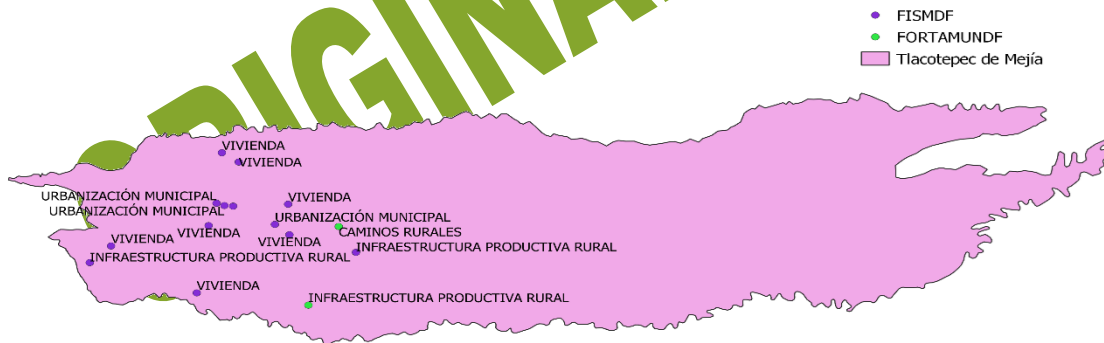 ORIGINAL
FISMDF
FORTAMUNDF
Tlacotepec de Mejía
VIVIENDA
VIVIENDA
URBANIZACIÓN MUNICIPAL
VIVIENDA
URBANIZACIÓN MUNICIPAL
URBANIZACIÓN MUNICIPAL
VIVIENDA
CAMINOS RURALES
VIVIENDA
VIVIENDA
INFRAESTRUCTURA PRODUCTIVA RURAL
INFRAESTRUCTURA PRODUCTIVA RURAL
VIVIENDA
INFRAESTRUCTURA PRODUCTIVA RURAL